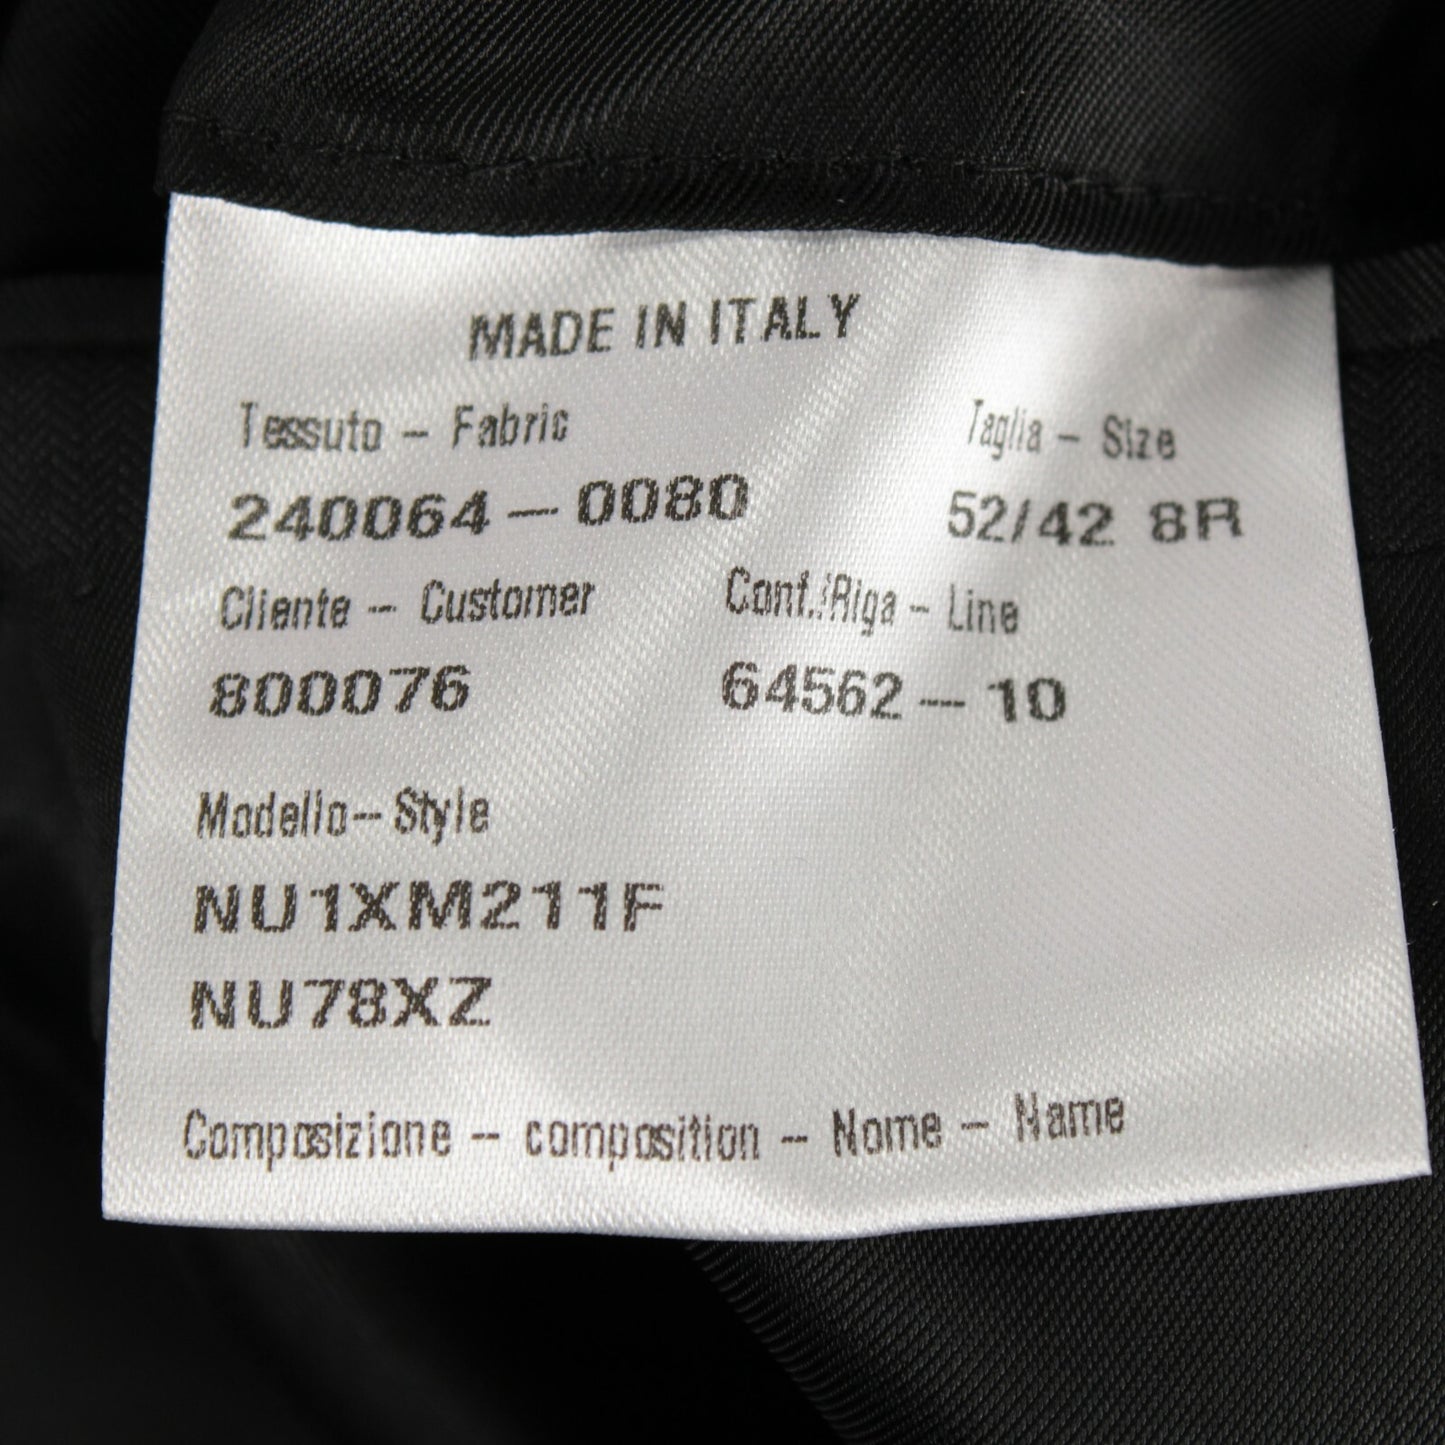 MADE IN ITALY
Tessuto - Fabric Taglia - Size
240064-0080 52/42 8R
Cliente - Customer Conf./Riga - Line
800076 64562-10
Modello-Style
NU1XM211F
NU78XZ
Composizione - composition - Nome - Name